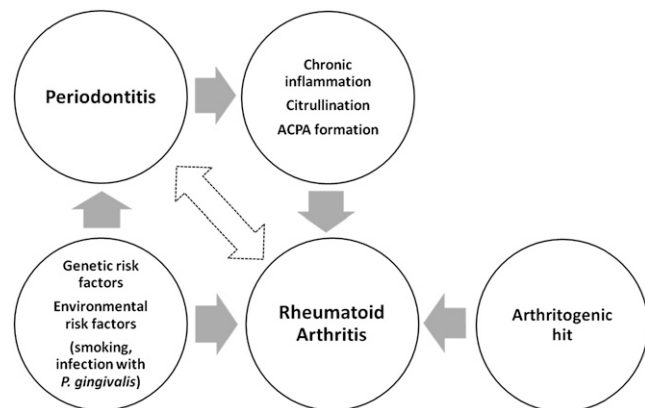 Periodontitis
Chronic
inflammation
Citrullination
ACPA formation
Genetic risk
factors
Environmental
risk factors
(smoking,
infection with
P. gingivalis)
Rheumatoid
Arthritis
Arthritogenic
hit